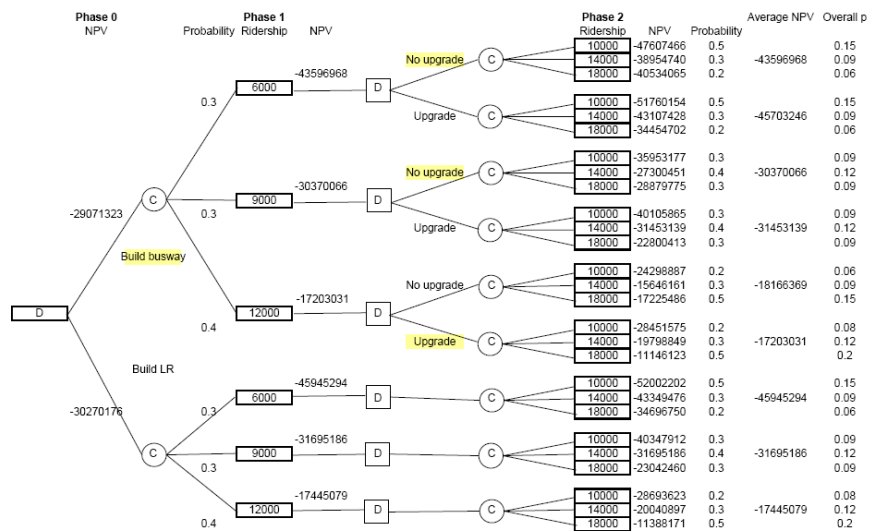 Phase 0 Phase 1 Phase 2
NPV Probability Ridership NPV Ridership NPV Probability Average NPV Overall p
10000 -47607466 0.5 0.15
No upgrade C 14000 -38954740 0.3 -43596968 0.09
-43596968 18000 -40534065 0.2 0.06
6000 D
0.3 10000 -51760154 0.5 0.15
Upgrade C 14000 -43107428 0.3 -45703246 0.09
18000 -34454702 0.2 0.06
10000 -35953177 0.3 0.09
No upgrade C 14000 -27300451 0.4 -30370066 0.12
-30370066 18000 -28879775 0.3 0.09
C 9000 D
-29071323 0.3 10000 -40105865 0.3 0.09
Upgrade C 14000 -31453139 0.4 -31453139 0.12
18000 -22800413 0.3 0.09
Build busway
10000 -24298887 0.2 0.06
No upgrade C 14000 -15646161 0.3 -18166369 0.09
-17203031 18000 -17225486 0.5 0.15
D 12000 D
0.4 10000 -28451575 0.2 0.08
Upgrade C 14000 -19798849 0.3 -17203031 0.12
18000 -11146123 0.5 0.2
Build LR
-45945294 10000 -52002202 0.5 0.15
6000 D C 14000 -43349476 0.3 -45945294 0.09
-30270176 0.3 18000 -34696750 0.2 0.06
-31695186 10000 -40347912 0.3 0.09
C 9000 D C 14000 -31695186 0.4 -31695186 0.12
0.3 18000 -23042460 0.3 0.09
-17445079 10000 -28693623 0.2 0.08
12000 D C 14000 -20040897 0.3 -17445079 0.12
0.4 18000 -11388171 0.5 0.2